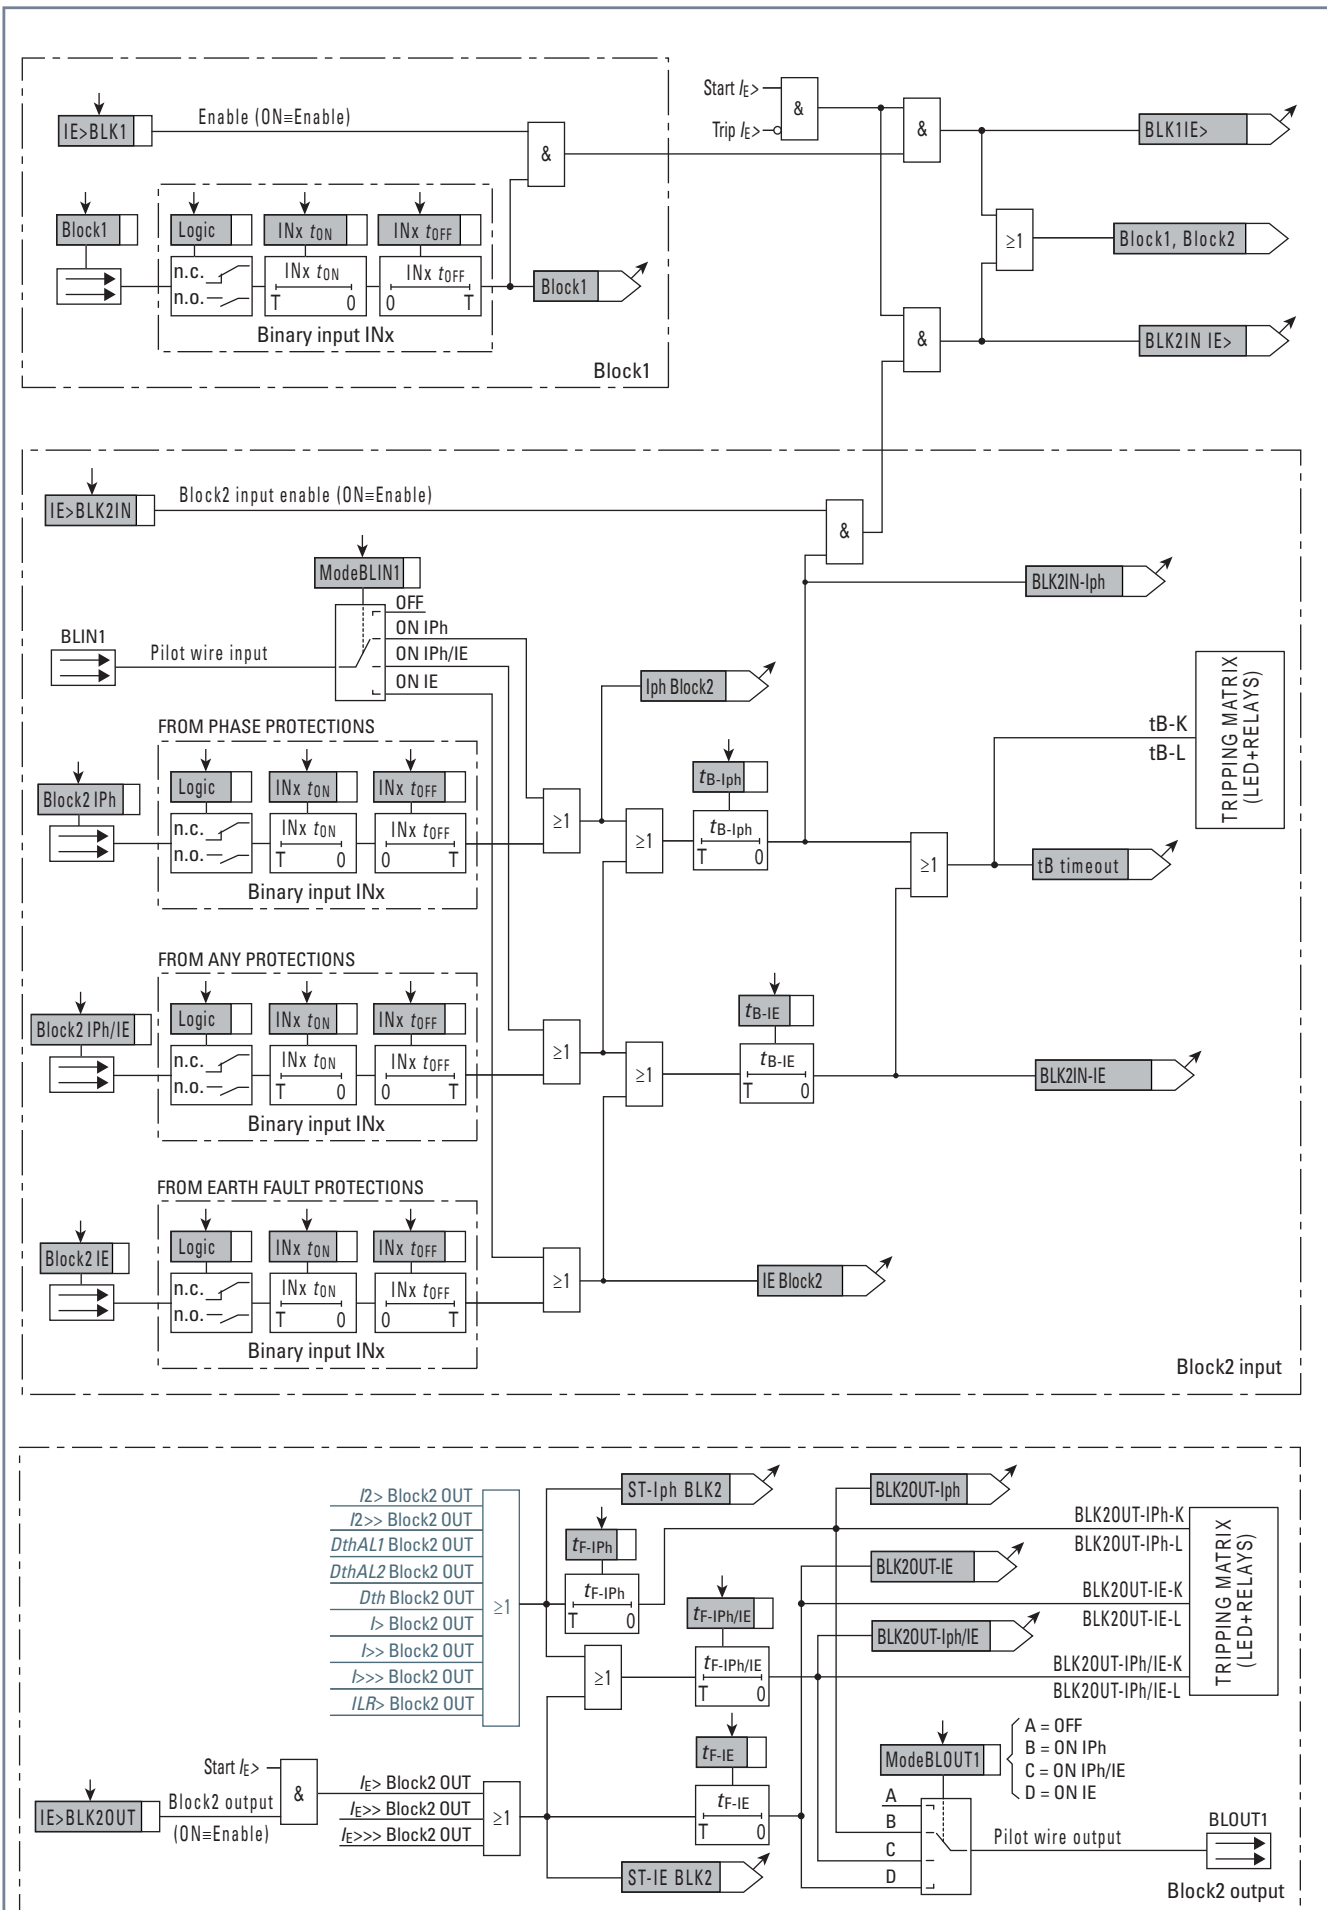 Start IE>
Trip IE>
&
&
IE>BLK1
Enable (ON≡Enable)
&
BLK1IE>
Block1
Logic
INx tON
INx tOFF
n.c.
n.o.
INx tON
T 0
INx tOFF
0 T
Binary input INx
Block1
Block1
≥1
Block1, Block2
&
BLK2IN IE>
IE>BLK2IN
Block2 input enable (ON≡Enable)
&
ModeBLIN1
OFF
ON IPh
ON IPh/IE
ON IE
BLIN1
Pilot wire input
BLK2IN-Iph
Iph Block2
TRIPPING MATRIX
(LED+RELAYS)
tB-K
tB-L
FROM PHASE PROTECTIONS
Block2 IPh
Logic
INx tON
INx tOFF
n.c.
n.o.
INx tON
T 0
INx tOFF
0 T
Binary input INx
≥1
≥1
tB-Iph
tB-Iph
T 0
≥1
tB timeout
FROM ANY PROTECTIONS
Block2 IPh/IE
Logic
INx tON
INx tOFF
n.c.
n.o.
INx tON
T 0
INx tOFF
0 T
Binary input INx
≥1
≥1
tB-IE
tB-IE
T 0
BLK2IN-IE
FROM EARTH FAULT PROTECTIONS
Block2 IE
Logic
INx tON
INx tOFF
n.c.
n.o.
INx tON
T 0
INx tOFF
0 T
Binary input INx
≥1
IE Block2
Block2 input
I2> Block2 OUT
I2>> Block2 OUT
DthAL1 Block2 OUT
DthAL2 Block2 OUT
Dth Block2 OUT
I> Block2 OUT
I>> Block2 OUT
I>>> Block2 OUT
ILR> Block2 OUT
≥1
ST-Iph BLK2
tF-IPh
tF-IPh
T 0
≥1
tF-IPh/IE
tF-IPh/IE
T 0
BLK2OUT-Iph
BLK2OUT-IE
BLK2OUT-Iph/IE
BLK2OUT-IPh-K
BLK2OUT-IPh-L
BLK2OUT-IE-K
BLK2OUT-IE-L
BLK2OUT-IPh/IE-K
BLK2OUT-IPh/IE-L
TRIPPING MATRIX
(LED+RELAYS)
Start IE>
&
IE>BLK2OUT
Block2 output
(ON≡Enable)
IE> Block2 OUT
IE>> Block2 OUT
IE>>> Block2 OUT
≥1
tF-IE
tF-IE
T 0
ST-IE BLK2
ModeBLOUT1
A = OFF
B = ON IPh
C = ON IPh/IE
D = ON IE
A
B
C
D
Pilot wire output
BLOUT1
Block2 output